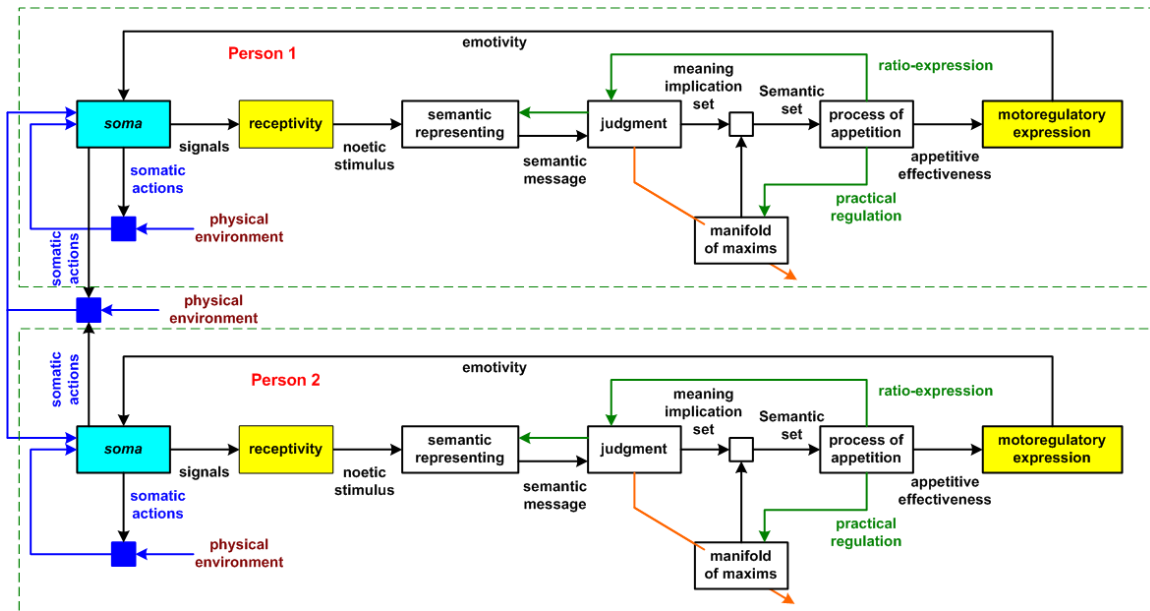 emotivity
Person 1
ratio-expression
meaning
implication
set
Semantic
set
soma
receptivity
semantic
representing
judgment
process of
appetition
motoregulatory
expression
signals
noetic
stimulus
semantic
message
appetitive
effectiveness
somatic
actions
practical
regulation
physical
environment
manifold
of maxims
somatic
actions
physical
environment
somatic
actions
emotivity
Person 2
ratio-expression
meaning
implication
set
Semantic
set
soma
receptivity
semantic
representing
judgment
process of
appetition
motoregulatory
expression
signals
noetic
stimulus
semantic
message
appetitive
effectiveness
somatic
actions
practical
regulation
physical
environment
manifold
of maxims